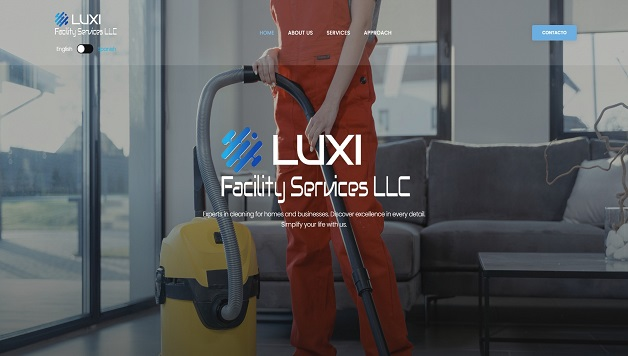 LUXI
Facility Services LLC
English
HOME
ABOUT US
SERVICES
APPROACH
CONTACTO
LUXI
Facility Services LLC
Experts in cleaning for homes and businesses. Discover excellence in every detail.
Simplify your life with us.